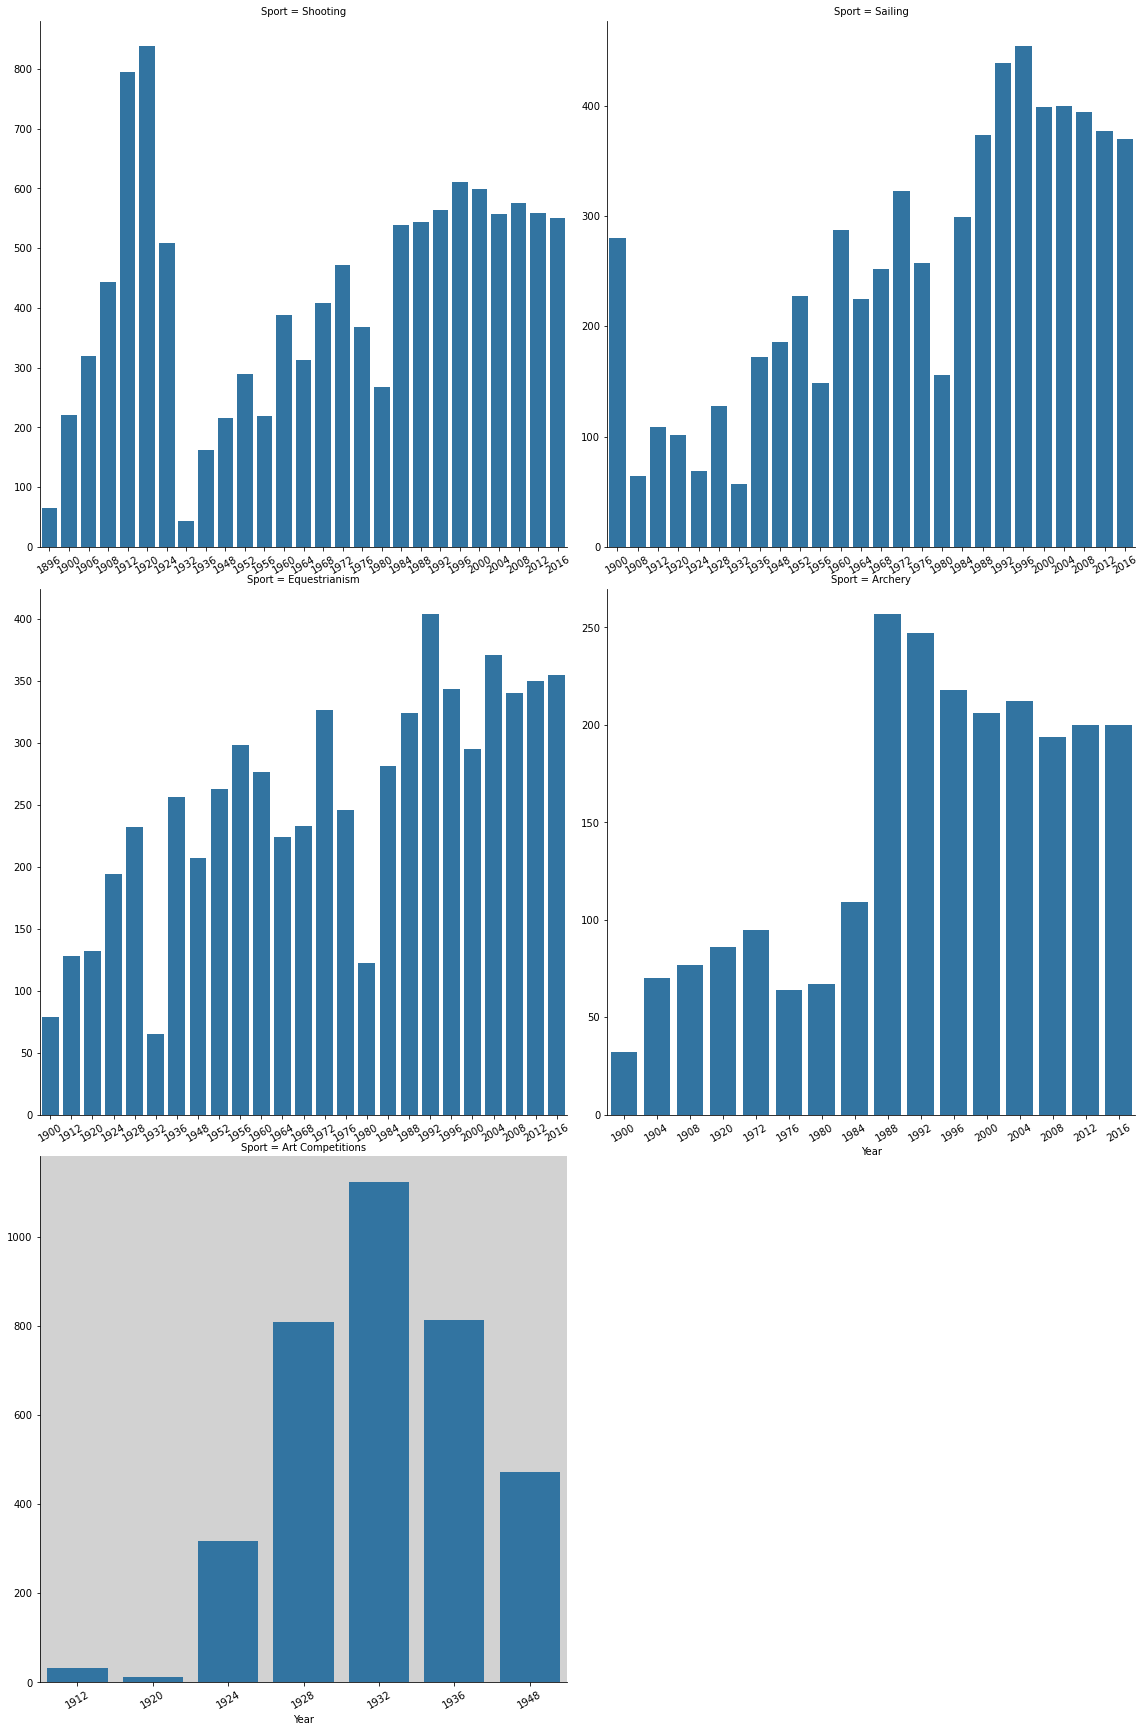 Sport = Shooting
800
700
600
500
400
300
200
100
0
1896 1900 1906 1908 1912 1920 1924 1932 1936 1948 1952 1956 1960 1964 1968 1972 1976 1980 1984 1988 1992 1996 2000 2004 2008 2012 2016
Sport = Sailing
400
300
200
100
0
1900 1908 1912 1920 1924 1928 1932 1936 1948 1952 1956 1960 1964 1968 1972 1976 1980 1984 1988 1992 1996 2000 2004 2008 2012 2016
Sport = Equestrianism
400
350
300
250
200
150
100
50
0
1900 1912 1920 1924 1928 1932 1936 1948 1952 1956 1960 1964 1968 1972 1976 1980 1984 1988 1992 1996 2000 2004 2008 2012 2016
Sport = Archery
250
200
150
100
50
0
1900 1904 1908 1920 1972 1976 1980 1984 1988 1992 1996 2000 2004 2008 2012 2016
Year
Sport = Art Competitions
1000
800
600
400
200
0
1912 1920 1924 1928 1932 1936 1948
Year